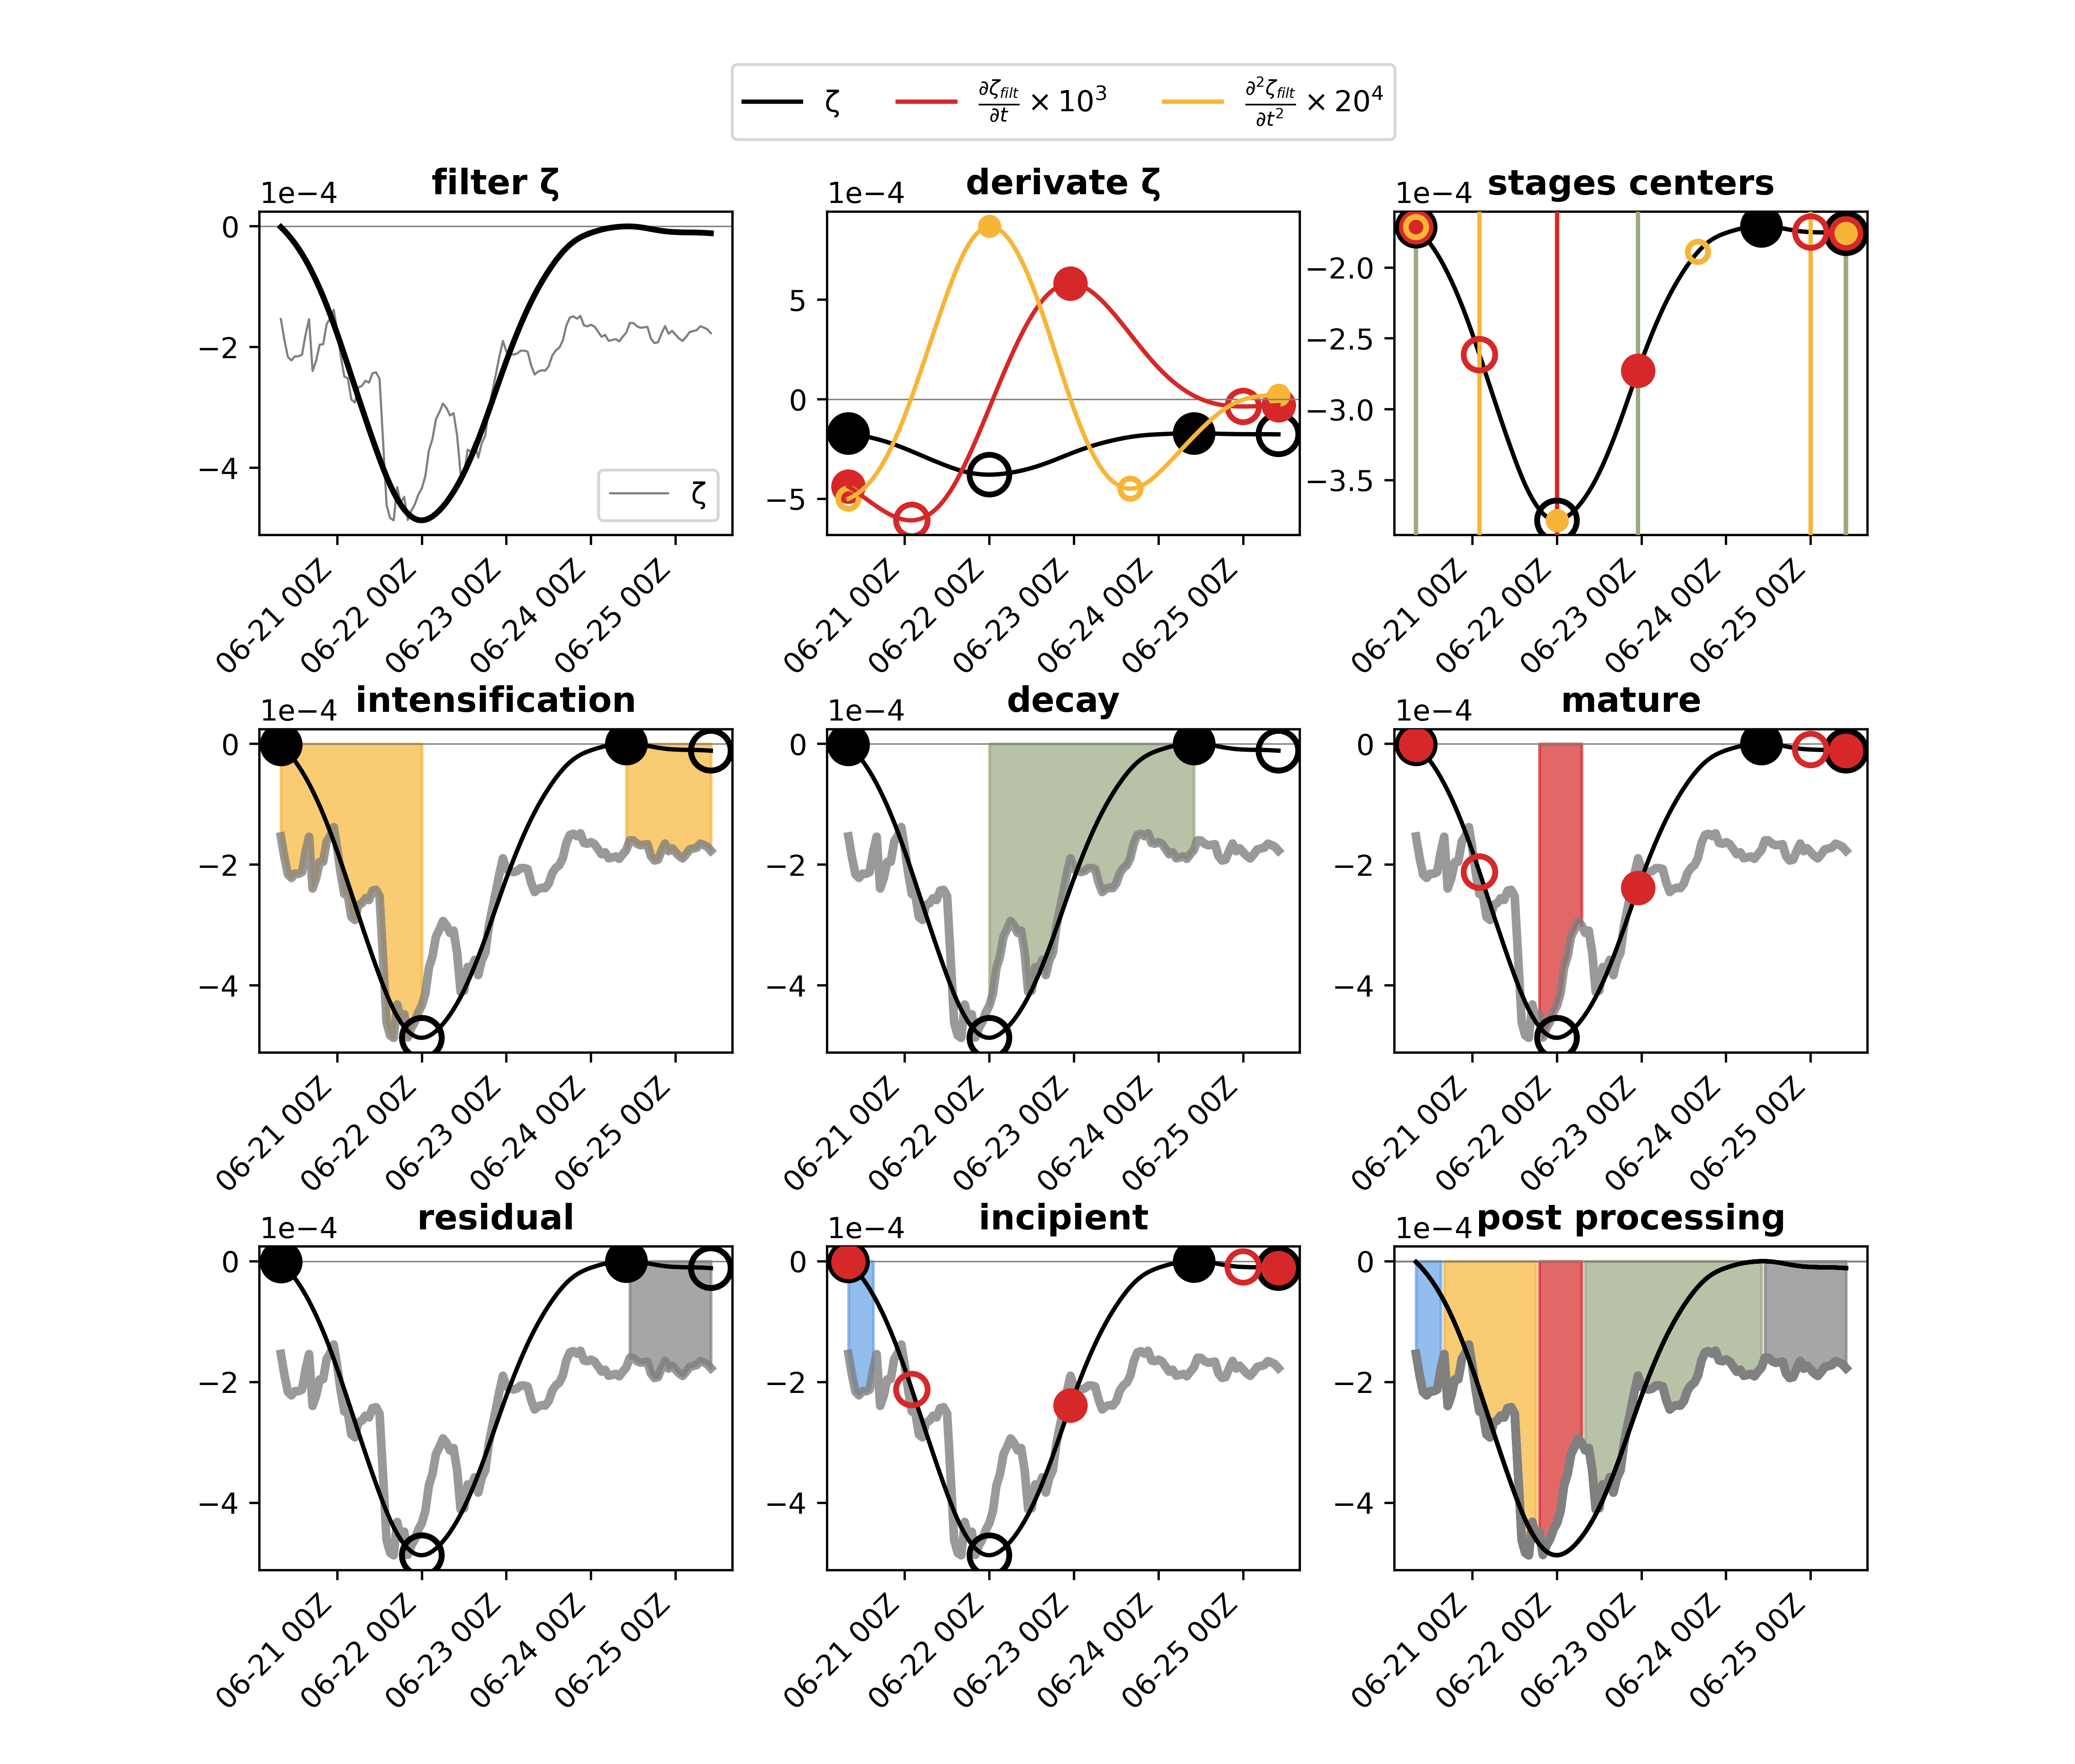 ζ   ∂ζfilt/∂t × 10³   ∂²ζfilt/∂t² × 20⁴
filter ζ
1e−4
0
−2
−4
ζ
06-21 00Z
06-22 00Z
06-23 00Z
06-24 00Z
06-25 00Z
derivate ζ
1e−4
5
0
−5
06-21 00Z
06-22 00Z
06-23 00Z
06-24 00Z
06-25 00Z
stages centers
1e−4
−2.0
−2.5
−3.0
−3.5
06-21 00Z
06-22 00Z
06-23 00Z
06-24 00Z
06-25 00Z
intensification
1e−4
0
−2
−4
06-21 00Z
06-22 00Z
06-23 00Z
06-24 00Z
06-25 00Z
decay
1e−4
0
−2
−4
06-21 00Z
06-22 00Z
06-23 00Z
06-24 00Z
06-25 00Z
mature
1e−4
0
−2
−4
06-21 00Z
06-22 00Z
06-23 00Z
06-24 00Z
06-25 00Z
residual
1e−4
0
−2
−4
06-21 00Z
06-22 00Z
06-23 00Z
06-24 00Z
06-25 00Z
incipient
1e−4
0
−2
−4
06-21 00Z
06-22 00Z
06-23 00Z
06-24 00Z
06-25 00Z
post processing
1e−4
0
−2
−4
06-21 00Z
06-22 00Z
06-23 00Z
06-24 00Z
06-25 00Z